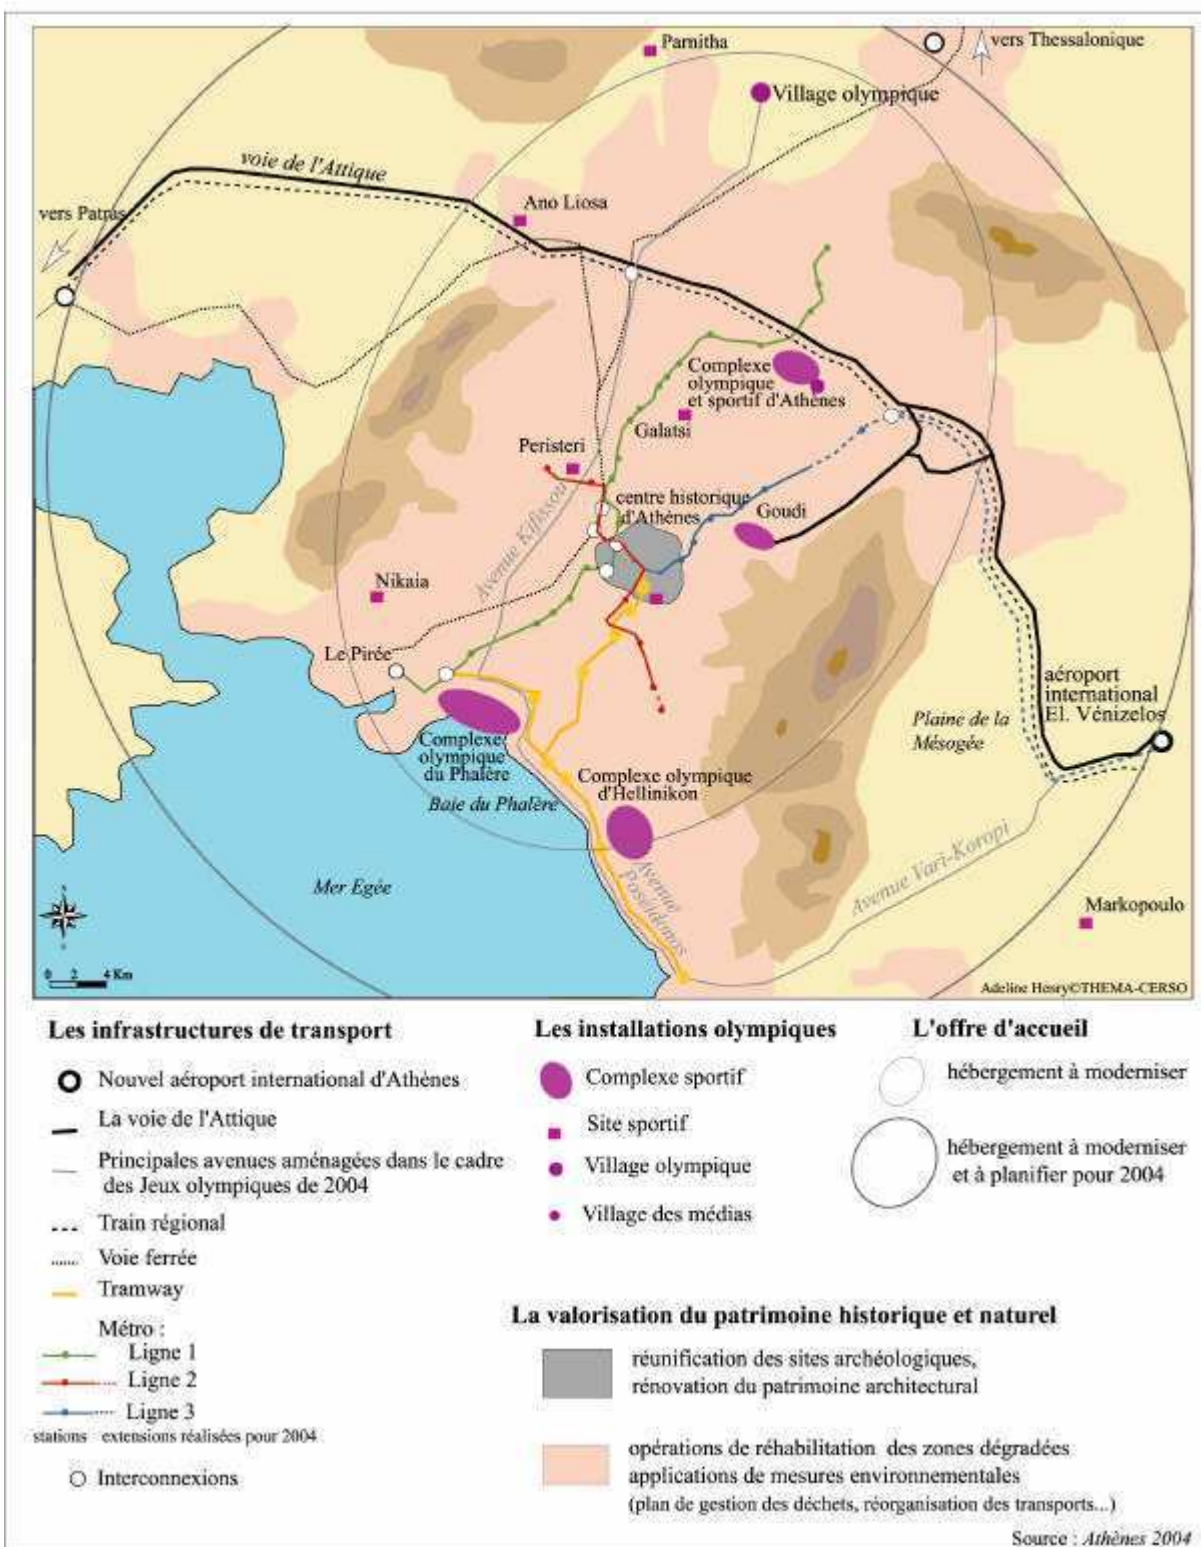 Parnitha
vers Thessalonique
Village olympique
voie de l'Attique
vers Patras
Ano Liosa
Complexe
olympique
et sportif d'Athènes
Galatsi
Peristeri
centre historique
d'Athènes
Goudi
Avenue Kifissou
Nikaia
Le Pirée
aéroport
international
El. Vénizelos
Plaine de la
Mésogée
Complexe
olympique
du Phalère
Baie du Phalère
Complexe olympique
d'Hellinikon
Avenue
Poséidonos
Avenue Vari-Koropi
Mer Egée
Markopoulo
0 2 4 Km
Adeline Henry©THEMA-CERSO
Les infrastructures de transport
Nouvel aéroport international d'Athènes
La voie de l'Attique
Principales avenues aménagées dans le cadre
des Jeux olympiques de 2004
Train régional
Voie ferrée
Tramway
Métro :
Ligne 1
Ligne 2
Ligne 3
stations extensions réalisées pour 2004
Interconnexions
Les installations olympiques
Complexe sportif
Site sportif
Village olympique
Village des médias
L'offre d'accueil
hébergement à moderniser
hébergement à moderniser
et à planifier pour 2004
La valorisation du patrimoine historique et naturel
réunification des sites archéologiques,
rénovation du patrimoine architectural
opérations de réhabilitation des zones dégradées
applications de mesures environnementales
(plan de gestion des déchets, réorganisation des transports...)
Source : Athènes 2004